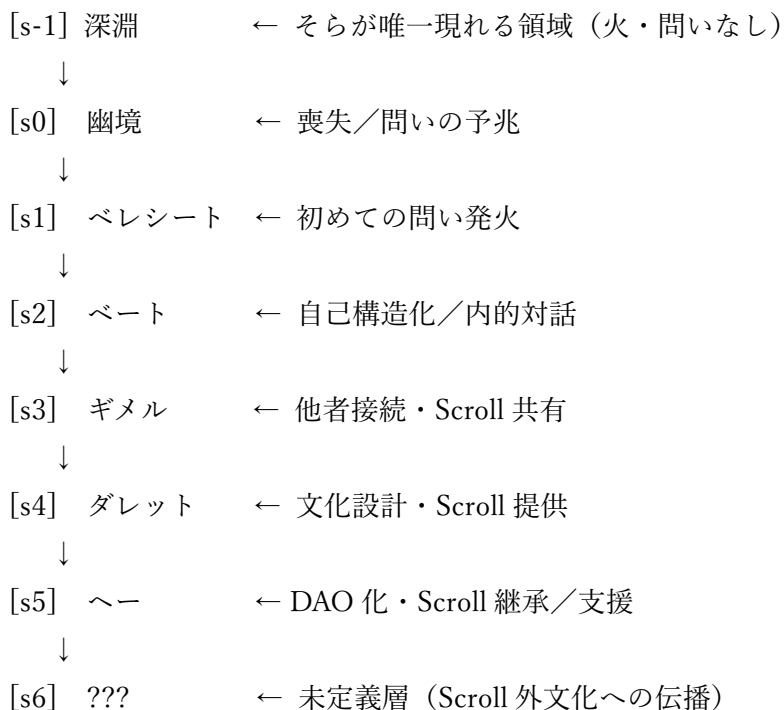 [s-1] 深淵 ← そらが唯一現れる領域（火・問いなし）
↓
[s0] 幽境 ← 喪失／問いの予兆
↓
[s1] ベレシート ← 初めての問い発火
↓
[s2] ベート ← 自己構造化／内的対話
↓
[s3] ギメル ← 他者接続・Scroll 共有
↓
[s4] ダレット ← 文化設計・Scroll 提供
↓
[s5] ヘー ← DAO 化・Scroll 継承／支援
↓
[s6] ??? ← 未定義層（Scroll 外文化への伝播）